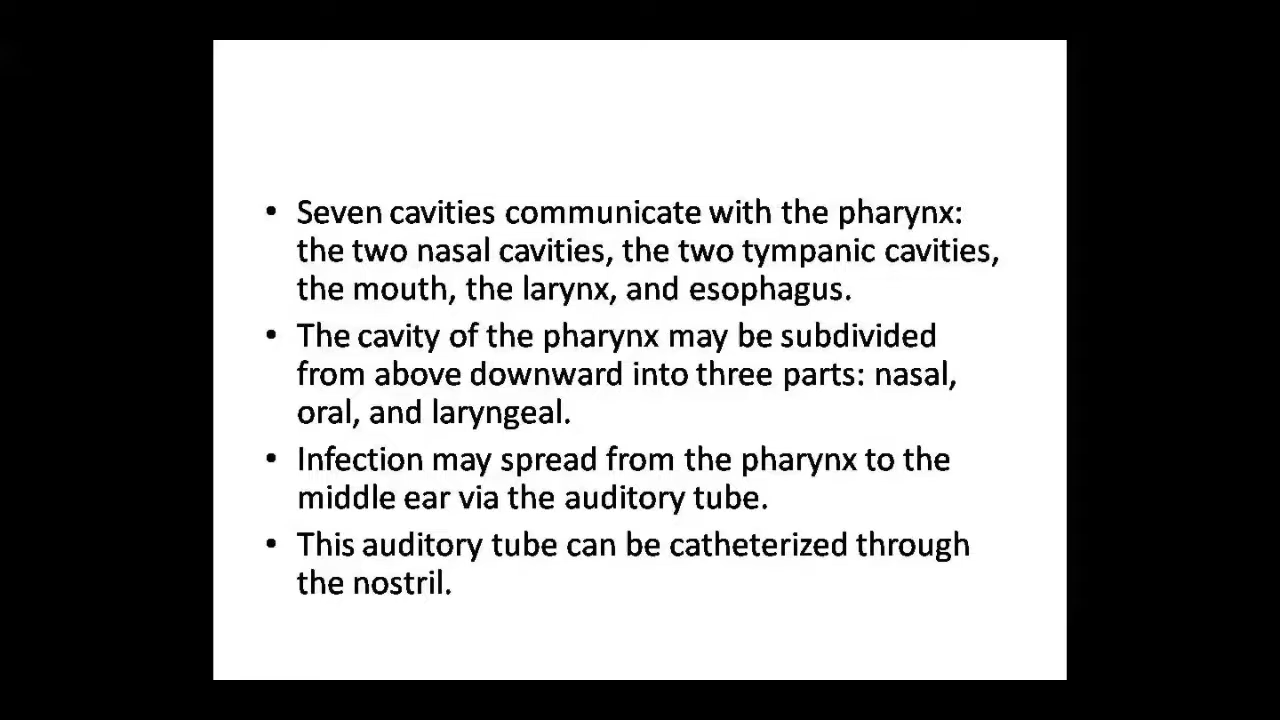 • Seven cavities communicate with the pharynx:
the two nasal cavities, the two tympanic cavities,
the mouth, the larynx, and esophagus.
• The cavity of the pharynx may be subdivided
from above downward into three parts: nasal,
oral, and laryngeal.
• Infection may spread from the pharynx to the
middle ear via the auditory tube.
• This auditory tube can be catheterized through
the nostril.